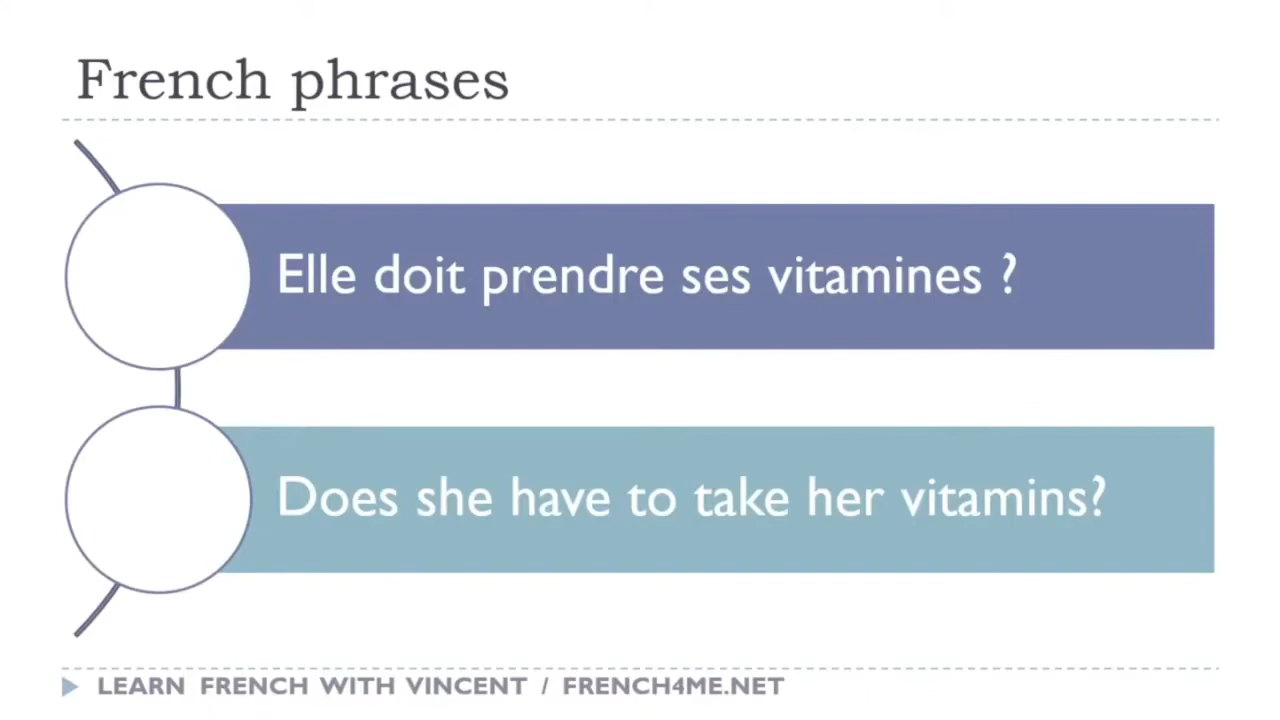 French phrases
Elle doit prendre ses vitamines ?
Does she have to take her vitamins?
LEARN FRENCH WITH VINCENT / FRENCH4ME.NET